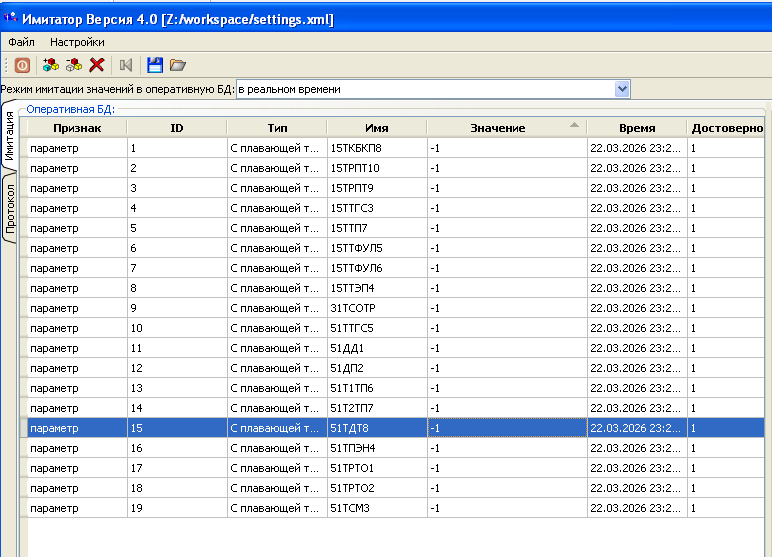 Имитатор Версия 4.0 [Z:/workspace/settings.xml]
Файл Настройки
Режим имитации значений в оперативную БД: в реальном времени
Имитация
Протокол
Оперативная БД:
Признак ID Тип Имя Значение Время Достоверно
параметр 1 С плавающей т... 15ТКБКП8 -1 22.03.2026 23:2... 1
параметр 2 С плавающей т... 15ТРПТ10 -1 22.03.2026 23:2... 1
параметр 3 С плавающей т... 15ТРПТ9 -1 22.03.2026 23:2... 1
параметр 4 С плавающей т... 15ТТГС3 -1 22.03.2026 23:2... 1
параметр 5 С плавающей т... 15ТТП7 -1 22.03.2026 23:2... 1
параметр 6 С плавающей т... 15ТТФУЛ5 -1 22.03.2026 23:2... 1
параметр 7 С плавающей т... 15ТТФУЛ6 -1 22.03.2026 23:2... 1
параметр 8 С плавающей т... 15ТТЭП4 -1 22.03.2026 23:2... 1
параметр 9 С плавающей т... 31ТСОТР -1 22.03.2026 23:2... 1
параметр 10 С плавающей т... 51ТТГС5 -1 22.03.2026 23:2... 1
параметр 11 С плавающей т... 51ДД1 -1 22.03.2026 23:2... 1
параметр 12 С плавающей т... 51ДП2 -1 22.03.2026 23:2... 1
параметр 13 С плавающей т... 51Т1ТП6 -1 22.03.2026 23:2... 1
параметр 14 С плавающей т... 51Т2ТП7 -1 22.03.2026 23:2... 1
параметр 15 С плавающей т... 51ТДТ8 -1 22.03.2026 23:2... 1
параметр 16 С плавающей т... 51ТПЭН4 -1 22.03.2026 23:2... 1
параметр 17 С плавающей т... 51ТРТО1 -1 22.03.2026 23:2... 1
параметр 18 С плавающей т... 51ТРТО2 -1 22.03.2026 23:2... 1
параметр 19 С плавающей т... 51ТСМ3 -1 22.03.2026 23:2... 1